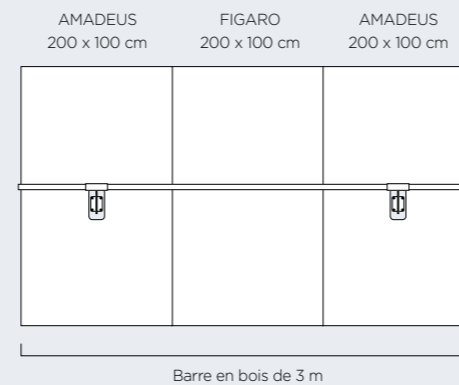 AMADEUS
200 x 100 cm
FIGARO
200 x 100 cm
AMADEUS
200 x 100 cm
Barre en bois de 3 m